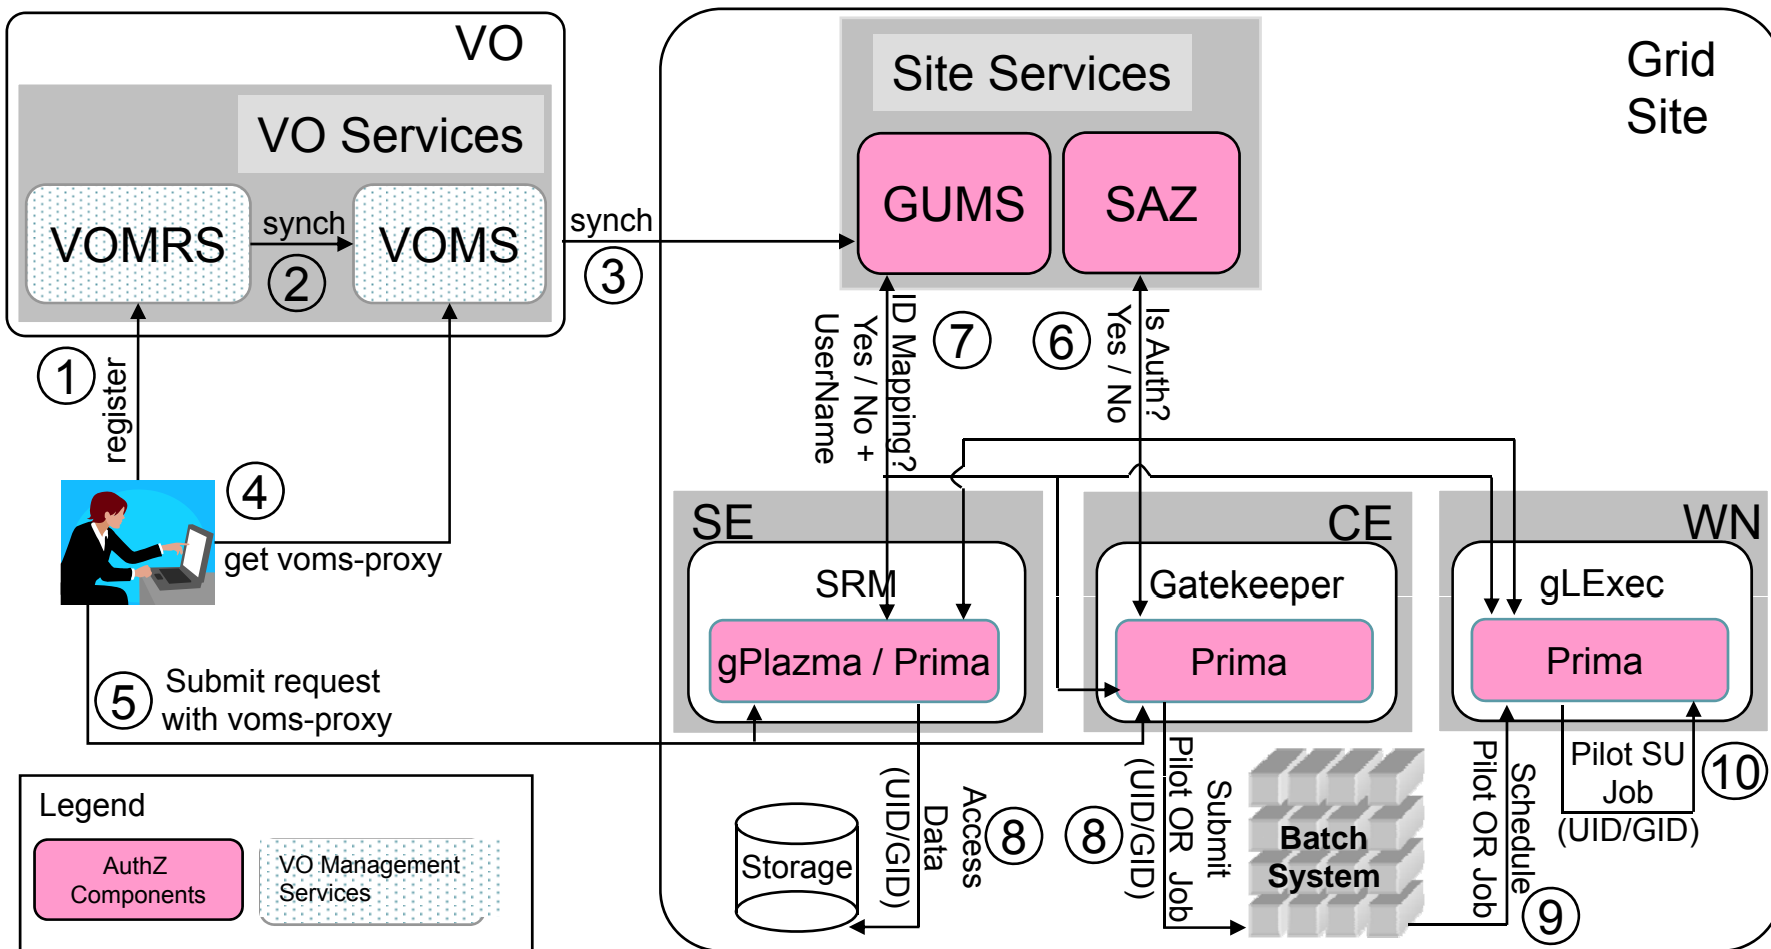 VO
VO Services
VOMRS
synch
2
VOMS
synch
3
Site Services
GUMS
SAZ
Grid
Site
1
register
4
get voms-proxy
5
Submit request
with voms-proxy
ID Mapping?
Yes / No +
UserName
7
6
Is Auth?
Yes / No
SE
SRM
gPlazma / Prima
CE
Gatekeeper
Prima
WN
gLExec
Prima
Storage
Access
Data
(UID/GID)
8
8
Submit
Pilot OR Job
(UID/GID)
Batch
System
Schedule
Pilot OR Job
9
Pilot SU
Job
(UID/GID)
10
Legend
AuthZ
Components
VO Management
Services